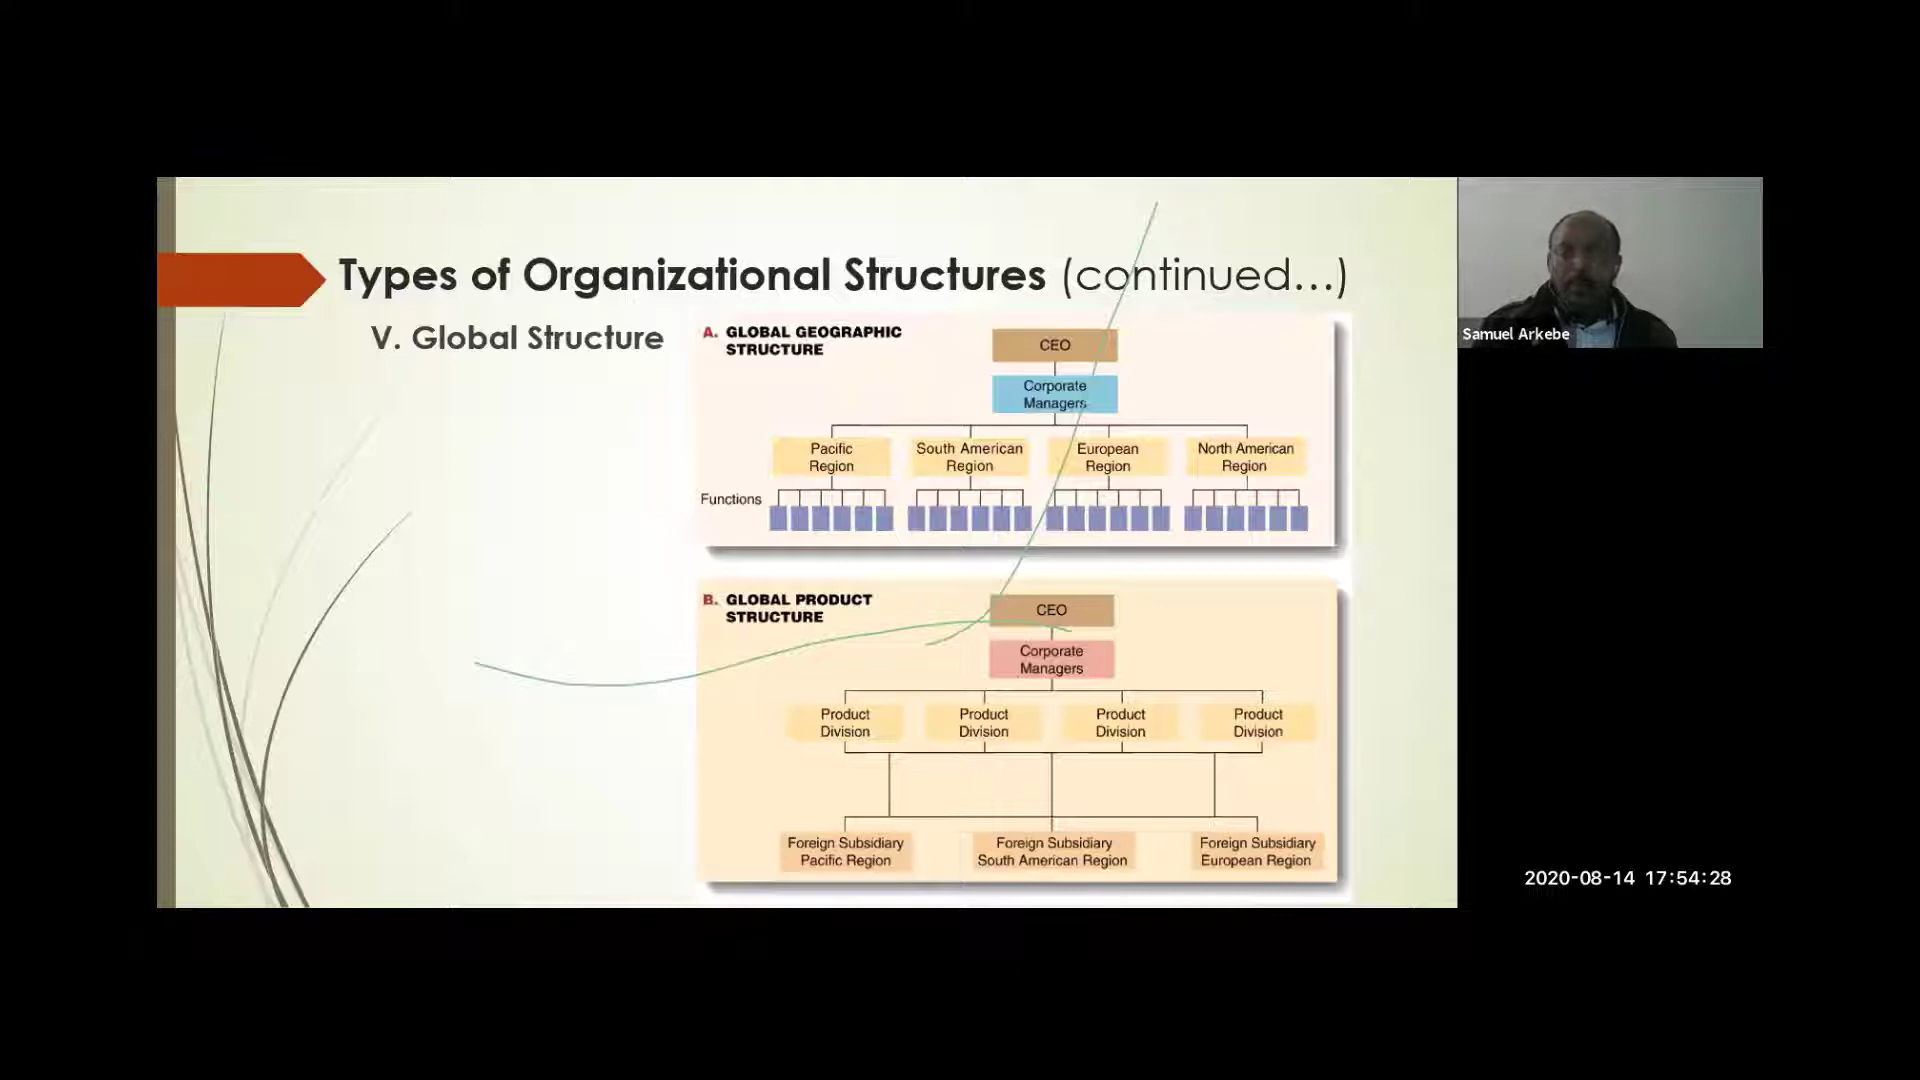 Types of Organizational Structures (continued...)
V. Global Structure
A. GLOBAL GEOGRAPHIC
STRUCTURE
CEO
Corporate
Managers
Pacific
Region
South American
Region
European
Region
North American
Region
Functions
B. GLOBAL PRODUCT
STRUCTURE
CEO
Corporate
Managers
Product
Division
Product
Division
Product
Division
Product
Division
Foreign Subsidiary
Pacific Region
Foreign Subsidiary
South American Region
Foreign Subsidiary
European Region
Samuel Arkebe
2020-08-14 17:54:28